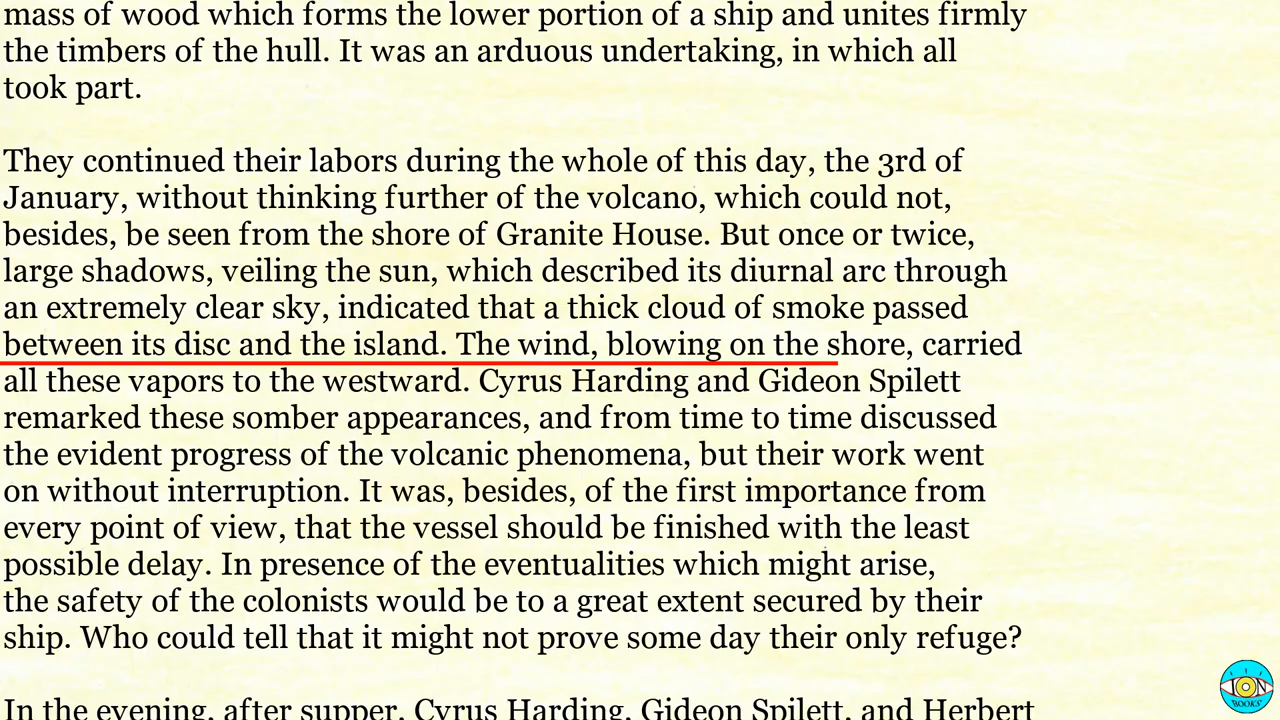 mass of wood which forms the lower portion of a ship and unites firmly
the timbers of the hull. It was an arduous undertaking, in which all
took part.
They continued their labors during the whole of this day, the 3rd of
January, without thinking further of the volcano, which could not,
besides, be seen from the shore of Granite House. But once or twice,
large shadows, veiling the sun, which described its diurnal arc through
an extremely clear sky, indicated that a thick cloud of smoke passed
between its disc and the island. The wind, blowing on the shore, carried
all these vapors to the westward. Cyrus Harding and Gideon Spilett
remarked these somber appearances, and from time to time discussed
the evident progress of the volcanic phenomena, but their work went
on without interruption. It was, besides, of the first importance from
every point of view, that the vessel should be finished with the least
possible delay. In presence of the eventualities which might arise,
the safety of the colonists would be to a great extent secured by their
ship. Who could tell that it might not prove some day their only refuge?
In the evening, after supper, Cyrus Harding, Gideon Spilett, and Herbert
ION
BOOKS